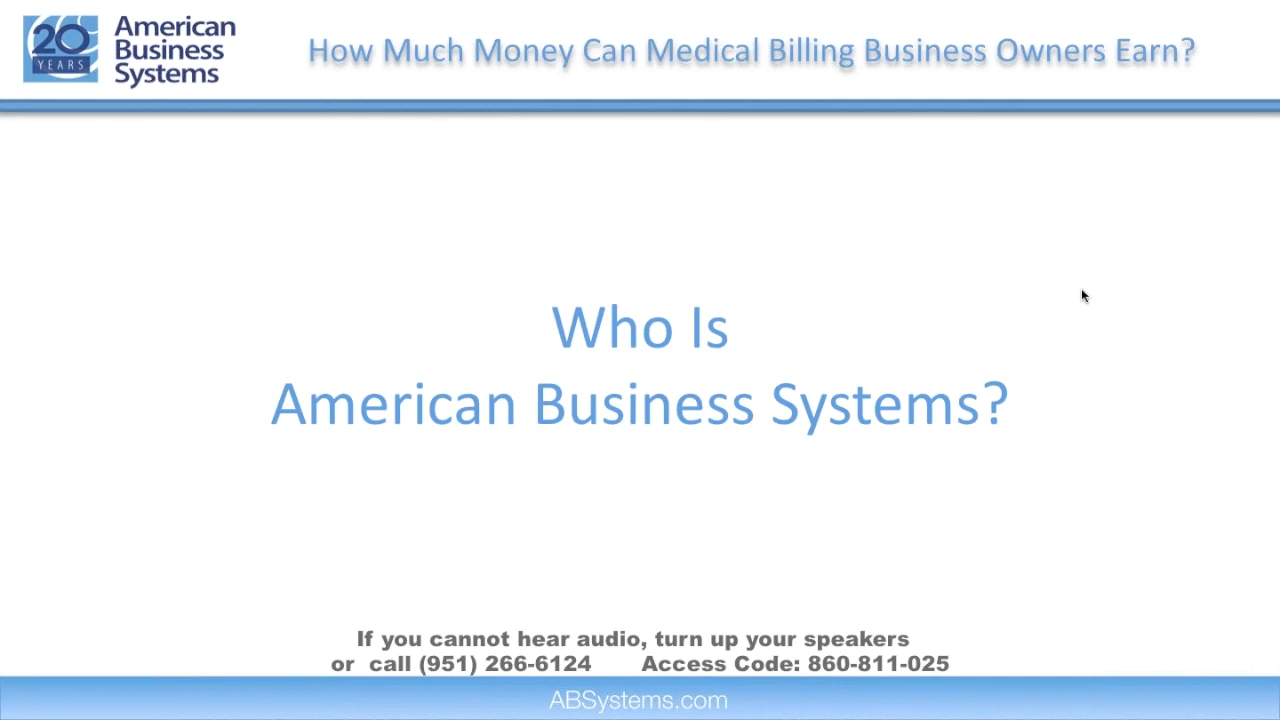 20
YEARS
American
Business
Systems
How Much Money Can Medical Billing Business Owners Earn?
Who Is
American Business Systems?
If you cannot hear audio, turn up your speakers
or call (951) 266-6124 Access Code: 860-811-025
ABSystems.com